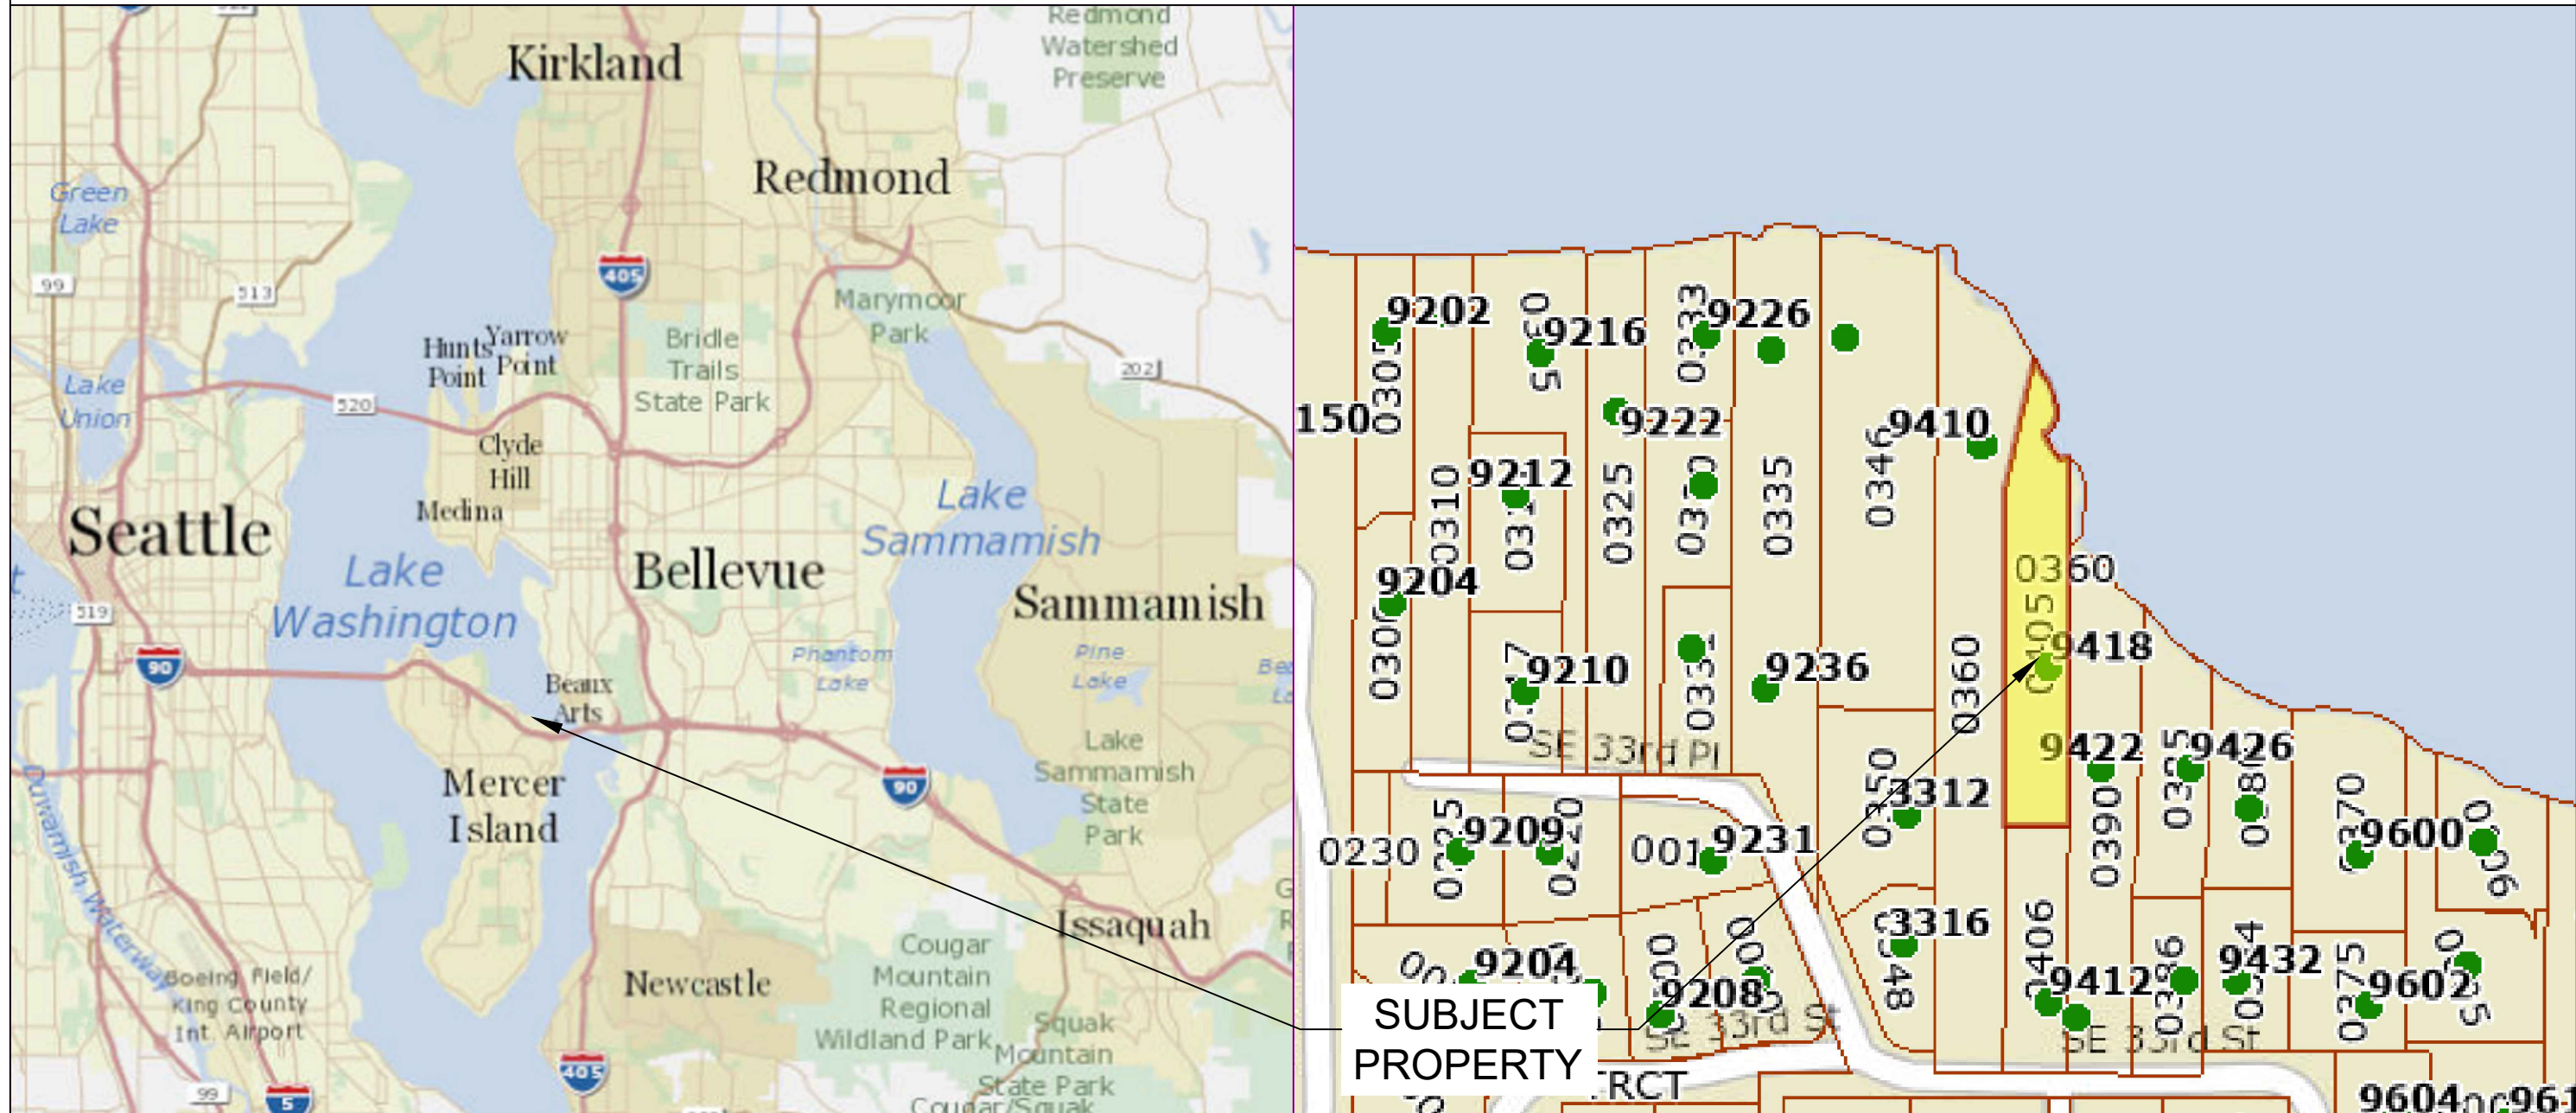 Redmond
Watershed
Preserve
Kirkland
Redmond
Green
Lake
99
513
405
Marymoor
Park
Hunts
Point
Yarrow
Point
Bridle
Trails
State Park
202
Lake
Union
520
Clyde
Hill
Medina
Lake
Sammamish
Seattle
Lake
Washington
Bellevue
Sammamish
519
90
Phantom
Lake
Pine
Lake
Beaux
Arts
Lake
Sammamish
State
Park
Mercer
Island
90
Duwamish Waterway
Issaquah
Boeing Field/
King County
Int. Airport
Newcastle
Cougar
Mountain
Regional
Wildland Park
Squak
Mountain
State Park
Cougar/Squak
405
99
5
9202
9216
0333
9226
150
9222
9410
0346
9212
0310
0325
0335
9204
0360
9418
9210
9236
0360
SE 33rd Pl
9422
9426
0350
3312
0390
0370
9600
0230
9209
9231
3316
0406
9204
9208
9412
0386
9432
0375
9602
SE 33rd St
SE 33rd St
SUBJECT
PROPERTY
TRCT
9604